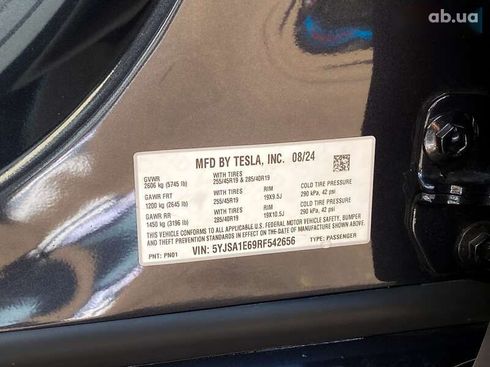 ab.ua
MFD BY TESLA, INC. 08/24
GVWR WITH TIRES
2606 kg (5745 lb) 255/45R19 & 285/40R19
GAWR FRT WITH TIRES RIM COLD TIRE PRESSURE
1200 kg (2645 lb) 255/45R19 19X9.5J 290 kPa, 42 psi
GAWR RR WITH TIRES RIM COLD TIRE PRESSURE
1450 kg (3196 lb) 285/40R19 19X10.5J 290 kPa, 42 psi
THIS VEHICLE CONFORMS TO ALL APPLICABLE U.S. FEDERAL MOTOR VEHICLE SAFETY, BUMPER
AND THEFT PREVENTION STANDARDS IN EFFECT ON THE DATE OF MANUFACTURE SHOWN ABOVE.
VIN: 5YJSA1E69RF542656
PNT: PN01 TYPE: PASSENGER